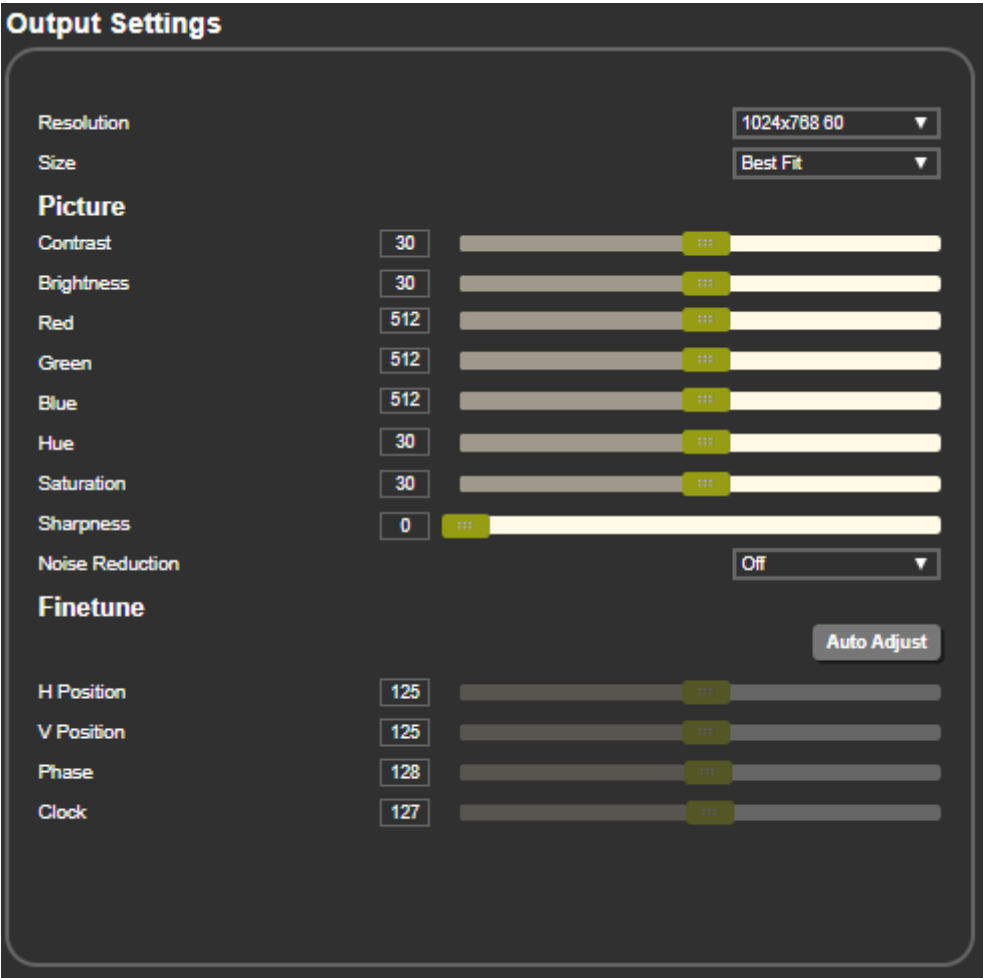 Output Settings
Resolution 1024x768 60
Size Best Fit
Picture
Contrast 30
Brightness 30
Red 512
Green 512
Blue 512
Hue 30
Saturation 30
Sharpness 0
Noise Reduction Off
Finetune
Auto Adjust
H Position 125
V Position 125
Phase 128
Clock 127